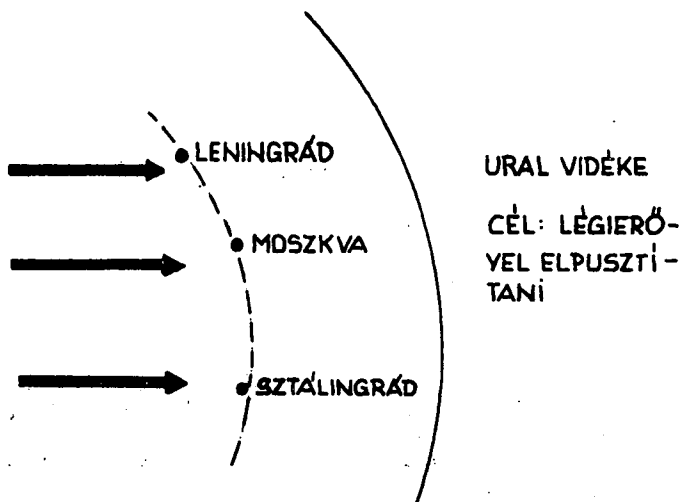 LENINGRÁD
MOSZKVA
SZTÁLINGRÁD
URAL VIDÉKE
CÉL: LÉGIERŐ-
VEL ELPUSZTÍ-
TANI